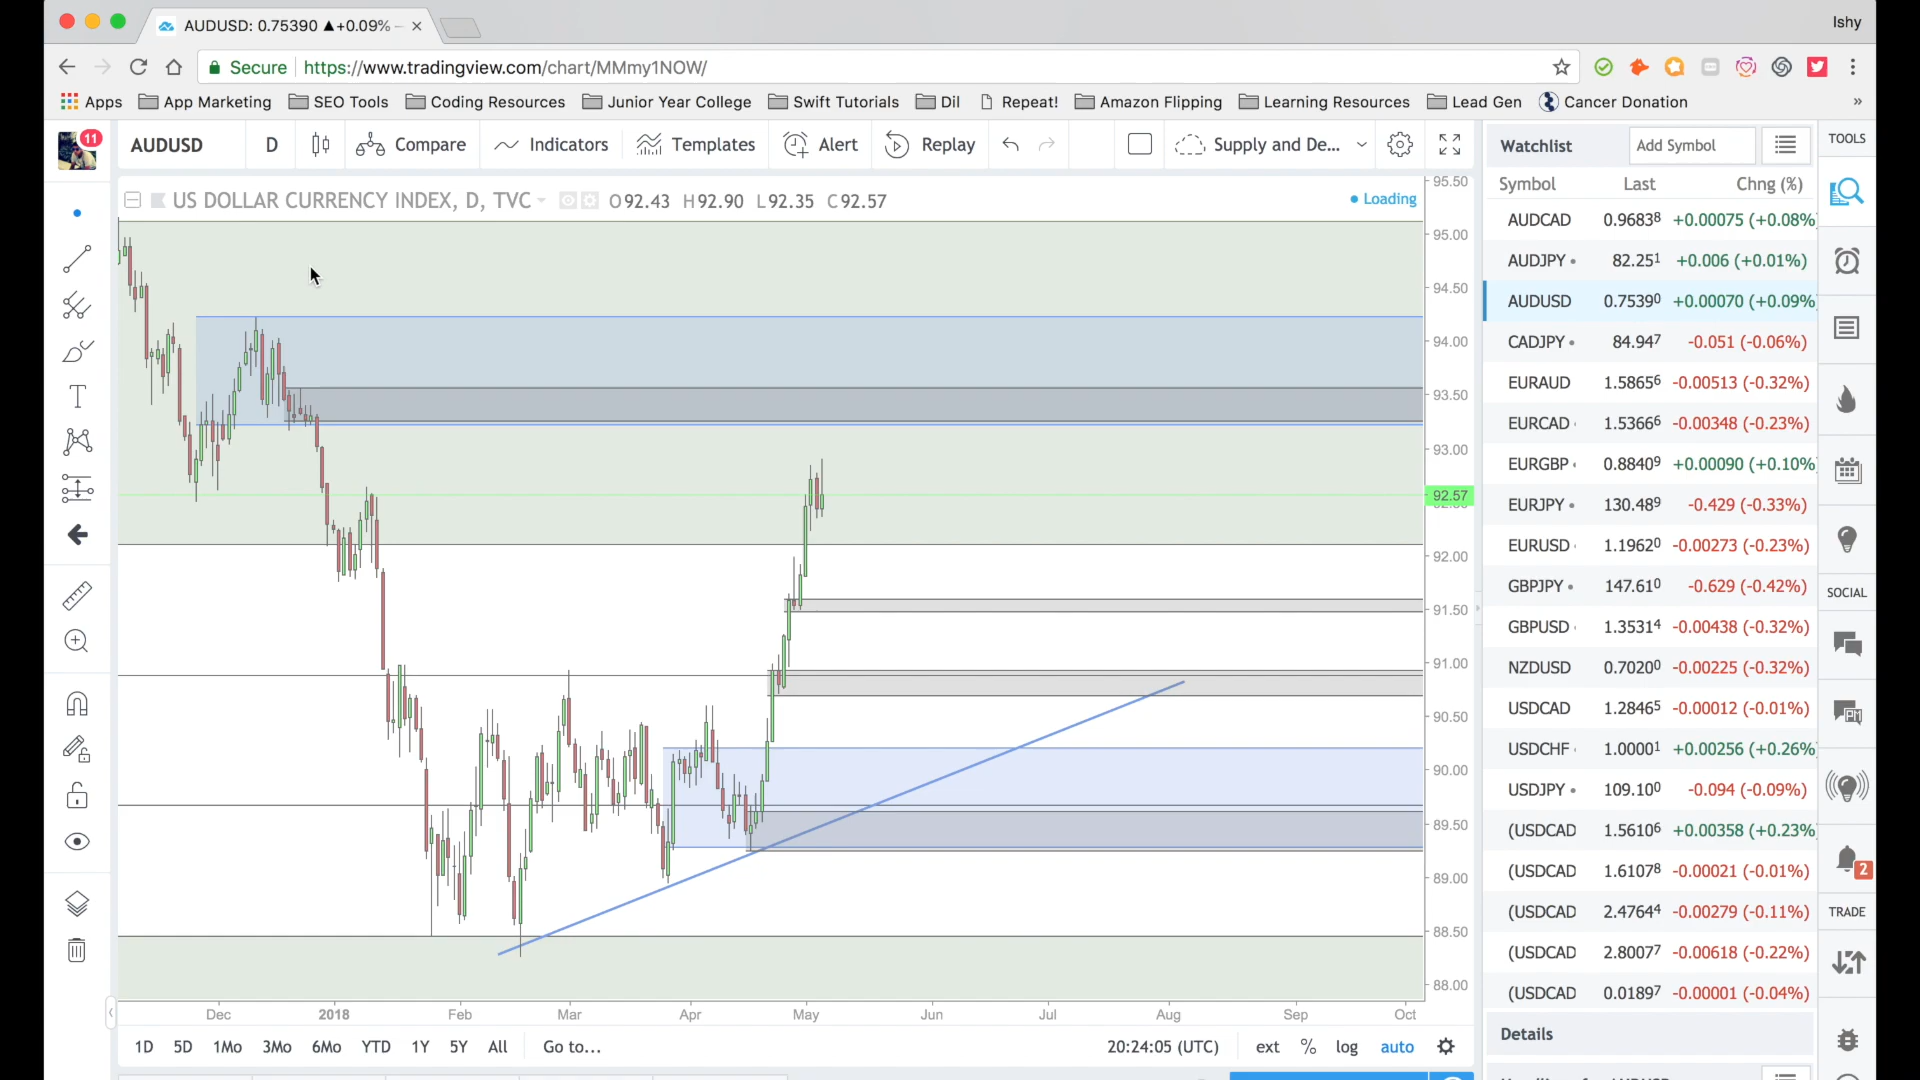 AUDUSD: 0.75390 ▲+0.09% –
Ishy
Secure https://www.tradingview.com/chart/MMmy1NOW/
Apps App Marketing SEO Tools Coding Resources Junior Year College Swift Tutorials Dil Repeat! Amazon Flipping Learning Resources Lead Gen Cancer Donation »
11 AUDUSD D Compare Indicators Templates Alert Replay Supply and De...
US DOLLAR CURRENCY INDEX, D, TVC O92.43 H92.90 L92.35 C92.57
Loading
95.50
95.00
94.50
94.00
93.50
93.00
92.57
92.00
91.50
91.00
90.50
90.00
89.50
89.00
88.50
88.00
Dec 2018 Feb Mar Apr May Jun Jul Aug Sep Oct
1D 5D 1Mo 3Mo 6Mo YTD 1Y 5Y All Go to... 20:24:05 (UTC) ext % log auto
Watchlist Add Symbol
Symbol Last Chng (%)
AUDCAD 0.96838 +0.00075 (+0.08%)
AUDJPY 82.251 +0.006 (+0.01%)
AUDUSD 0.75390 +0.00070 (+0.09%
CADJPY 84.947 -0.051 (-0.06%)
EURAUD 1.58656 -0.00513 (-0.32%)
EURCAD 1.53666 -0.00348 (-0.23%)
EURGBP 0.88409 +0.00090 (+0.10%
EURJPY 130.489 -0.429 (-0.33%)
EURUSD 1.19620 -0.00273 (-0.23%)
GBPJPY 147.610 -0.629 (-0.42%)
GBPUSD 1.35314 -0.00438 (-0.32%)
NZDUSD 0.70200 -0.00225 (-0.32%)
USDCAD 1.28465 -0.00012 (-0.01%)
USDCHF 1.00001 +0.00256 (+0.26%
USDJPY 109.100 -0.094 (-0.09%)
(USDCAD 1.56106 +0.00358 (+0.23%
(USDCAD 1.61078 -0.00021 (-0.01%)
(USDCAD 2.47644 -0.00279 (-0.11%)
(USDCAD 2.80077 -0.00618 (-0.22%)
(USDCAD 0.01897 -0.00001 (-0.04%)
Details
TOOLS
SOCIAL
2
TRADE